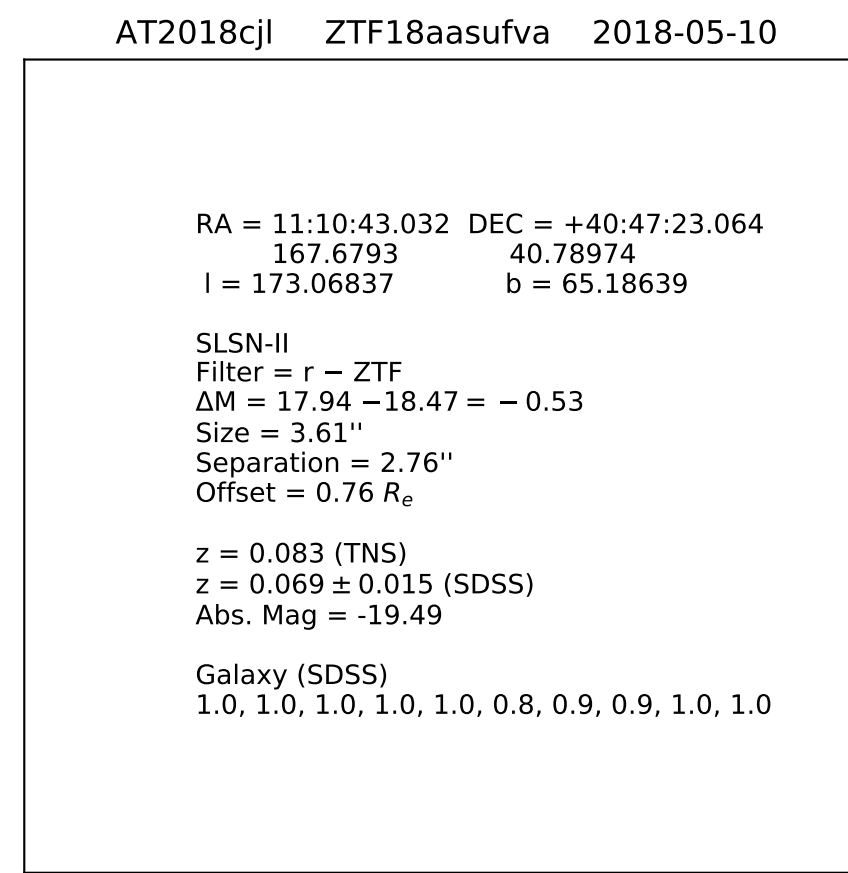 AT2018cjl ZTF18aasufva 2018-05-10
RA = 11:10:43.032 DEC = +40:47:23.064
167.6793 40.78974
l = 173.06837 b = 65.18639
SLSN-II
Filter = r − ZTF
ΔM = 17.94 −18.47 = − 0.53
Size = 3.61''
Separation = 2.76''
Offset = 0.76 Rₑ
z = 0.083 (TNS)
z = 0.069 ± 0.015 (SDSS)
Abs. Mag = -19.49
Galaxy (SDSS)
1.0, 1.0, 1.0, 1.0, 1.0, 0.8, 0.9, 0.9, 1.0, 1.0